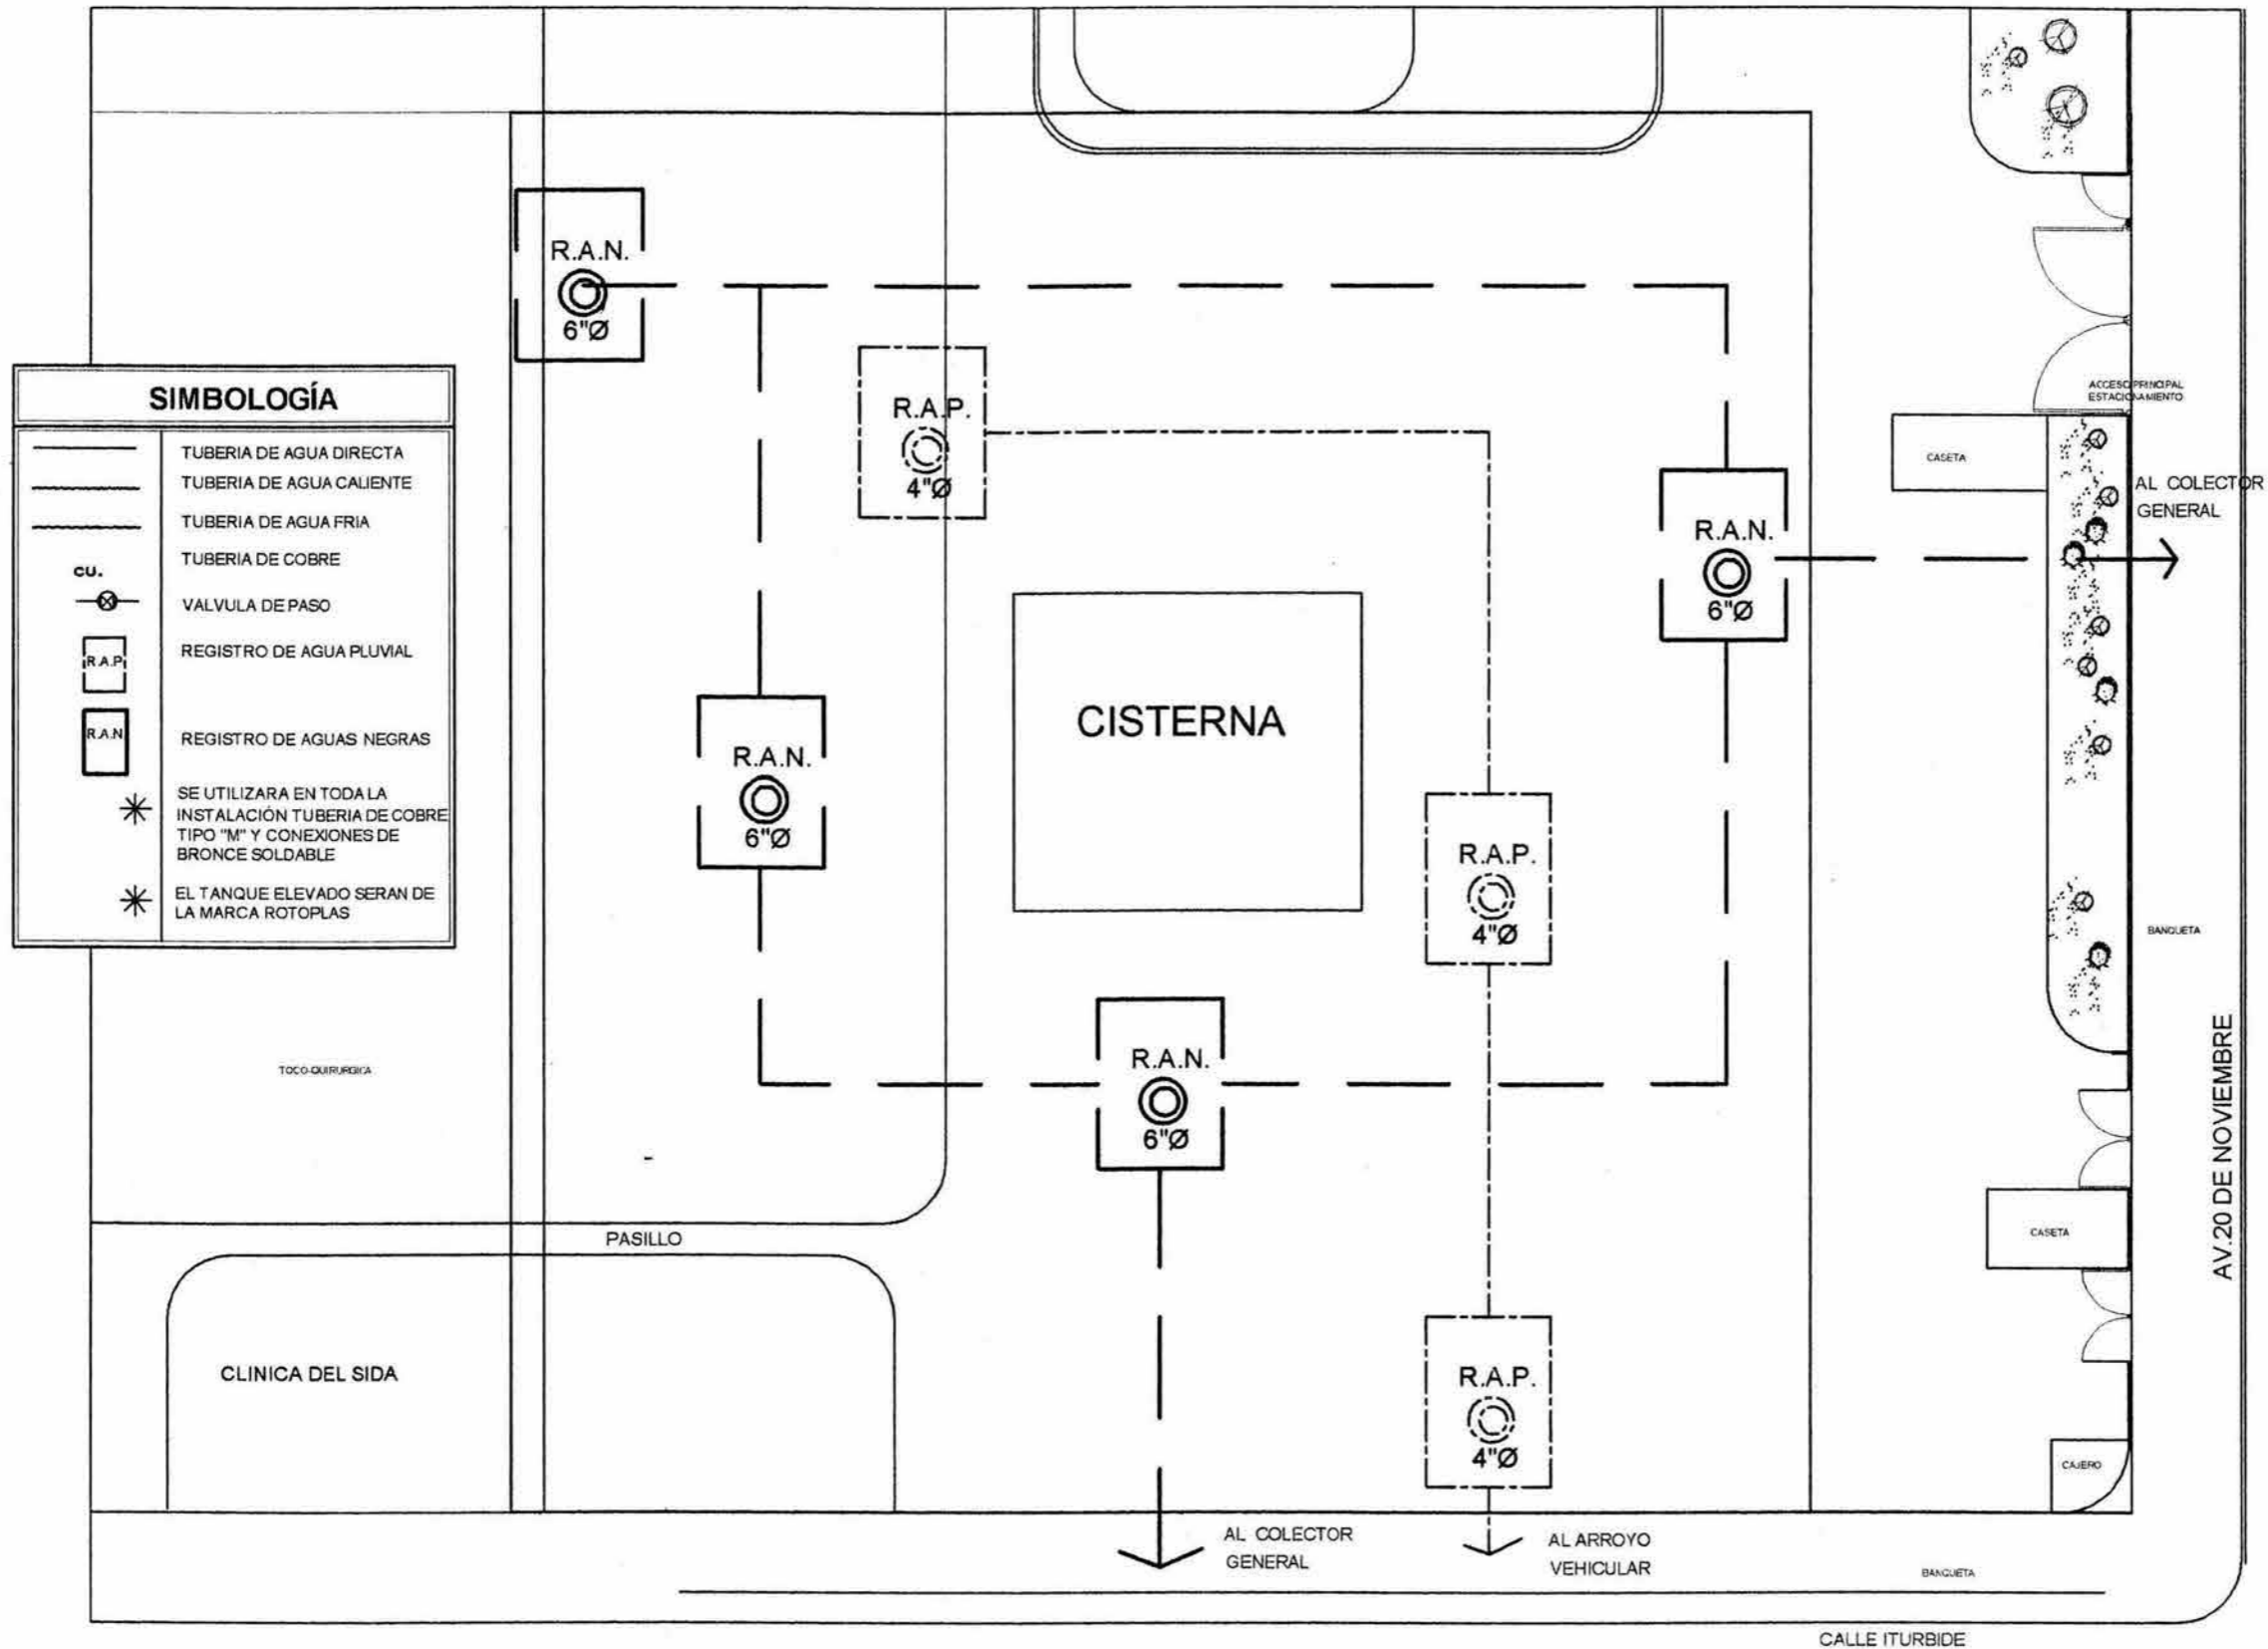 R.A.N.
6"Ø
SIMBOLOGÍA
TUBERIA DE AGUA DIRECTA
TUBERIA DE AGUA CALIENTE
TUBERIA DE AGUA FRIA
TUBERIA DE COBRE
CU.
VALVULA DE PASO
R.A.P
REGISTRO DE AGUA PLUVIAL
R.A.N
REGISTRO DE AGUAS NEGRAS
SE UTILIZARA EN TODA LA
INSTALACIÓN TUBERIA DE COBRE
TIPO "M" Y CONEXIONES DE
BRONCE SOLDABLE
EL TANQUE ELEVADO SERAN DE
LA MARCA ROTOPLAS
R.A.P.
4"Ø
ACCESO PRINCIPAL
ESTACIONAMIENTO
CASETA
AL COLECTOR
GENERAL
R.A.N.
6"Ø
CISTERNA
R.A.N.
6"Ø
R.A.P.
4"Ø
BANQUETA
R.A.N.
6"Ø
TOCO-QUIRURGICA
AV.20 DE NOVIEMBRE
PASILLO
CASETA
CLINICA DEL SIDA
R.A.P.
4"Ø
CAJERO
AL COLECTOR
GENERAL
AL ARROYO
VEHICULAR
BANQUETA
CALLE ITURBIDE